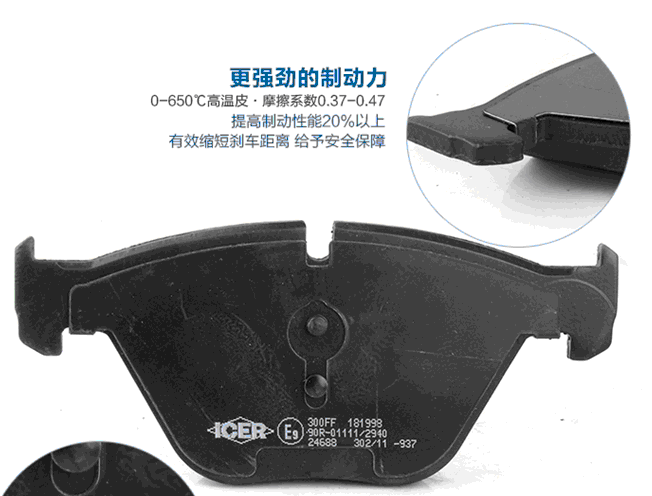 更强劲的制动力
0-650℃高温皮·摩擦系数0.37-0.47
提高制动性能20%以上
有效缩短刹车距离 给予安全保障
ICER E9 300FF 181998
90R-01111/2940
24688 302/11 -937